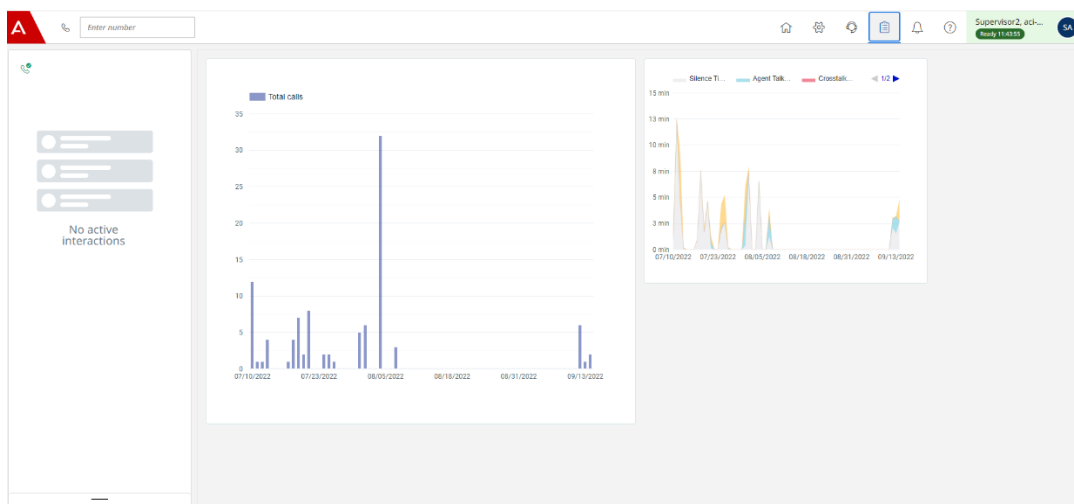 A
Enter number
Supervisor2, aci-...
Ready 11:43:55
SA
No active
interactions
Total calls
35
30
25
20
15
10
5
0
07/10/2022 07/23/2022 08/05/2022 08/18/2022 08/31/2022 09/13/2022
Silence Ti... Agent Talk... Crosstalk... 1/2
15 min
13 min
10 min
8 min
5 min
3 min
0 min
07/10/2022 07/23/2022 08/05/2022 08/18/2022 08/31/2022 09/13/2022